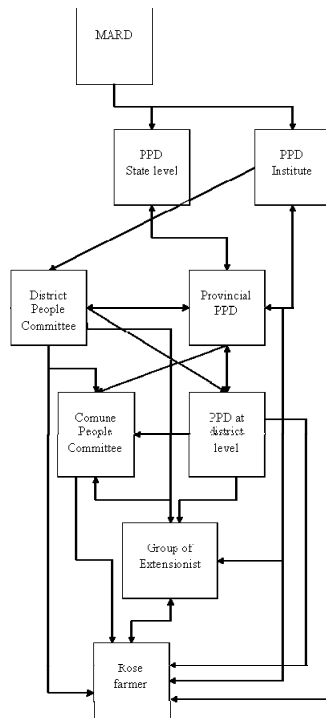 MARD
PPD
State level
PPD
Institute
District
People
Committee
Provincial
PPD
Comune
People
Committee
PPD at
district
level
Group of
Extensionist
Rose
farmer